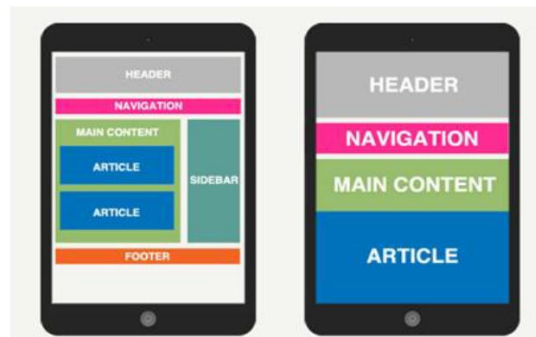 HEADER
NAVIGATION
MAIN CONTENT
ARTICLE
ARTICLE
SIDEBAR
FOOTER
HEADER
NAVIGATION
MAIN CONTENT
ARTICLE